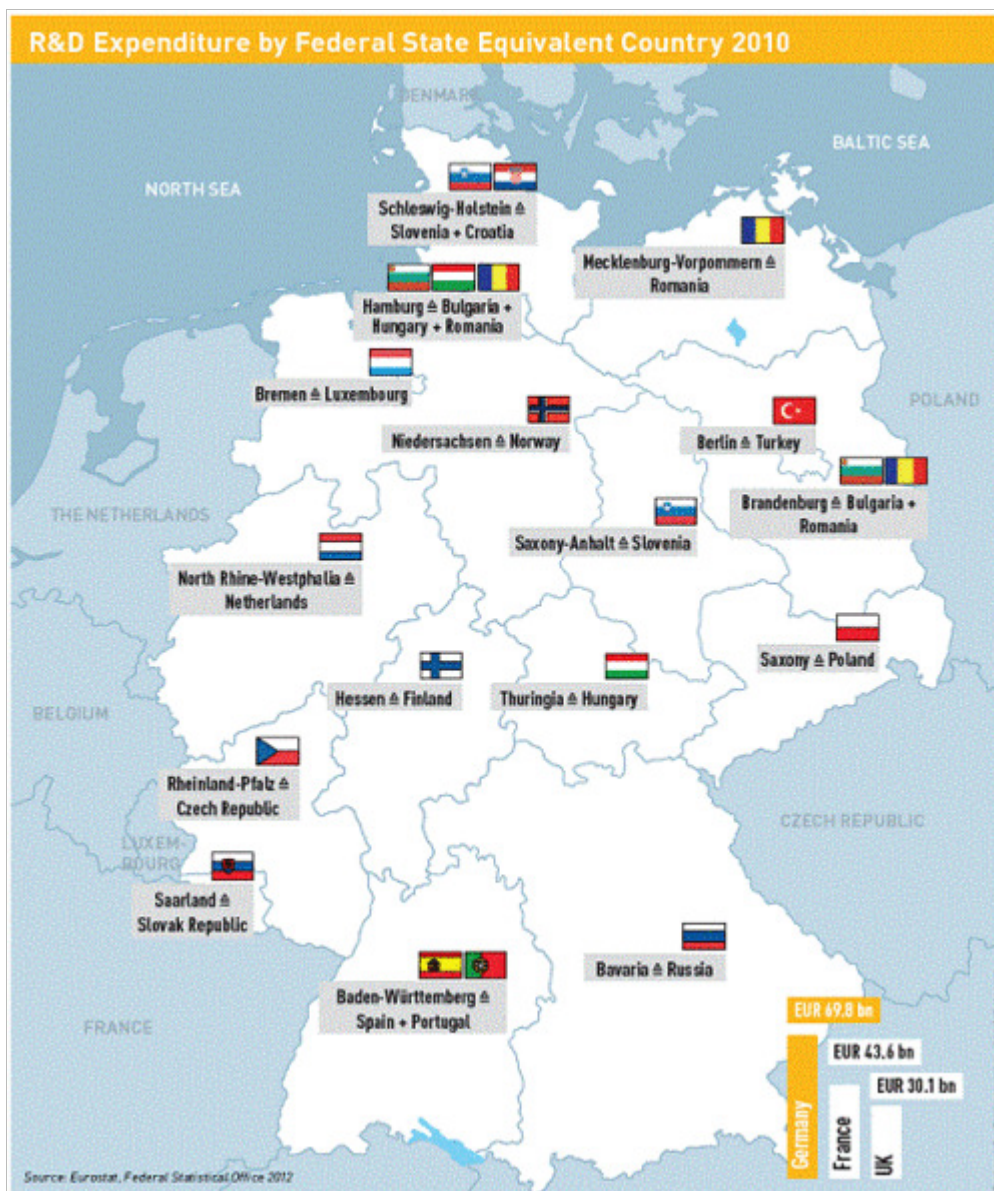 R&D Expenditure by Federal State Equivalent Country 2010
DENMARK
BALTIC SEA
NORTH SEA
Schleswig-Holstein ≙
Slovenia + Croatia
Mecklenburg-Vorpommern ≙
Romania
Hamburg ≙ Bulgaria +
Hungary + Romania
Bremen ≙ Luxembourg
POLAND
Niedersachsen ≙ Norway
Berlin ≙ Turkey
Brandenburg ≙ Bulgaria +
Romania
THE NETHERLANDS
Saxony-Anhalt ≙ Slovenia
North Rhine-Westphalia ≙
Netherlands
Saxony ≙ Poland
Hessen ≙ Finland
Thuringia ≙ Hungary
BELGIUM
Rheinland-Pfalz ≙
Czech Republic
CZECH REPUBLIC
LUXEM-
BOURG
Saarland ≙
Slovak Republic
Bavaria ≙ Russia
Baden-Württemberg ≙
Spain + Portugal
FRANCE
EUR 69.8 bn
EUR 43.6 bn
EUR 30.1 bn
Germany
France
UK
Source: Eurostat, Federal Statistical Office 2012